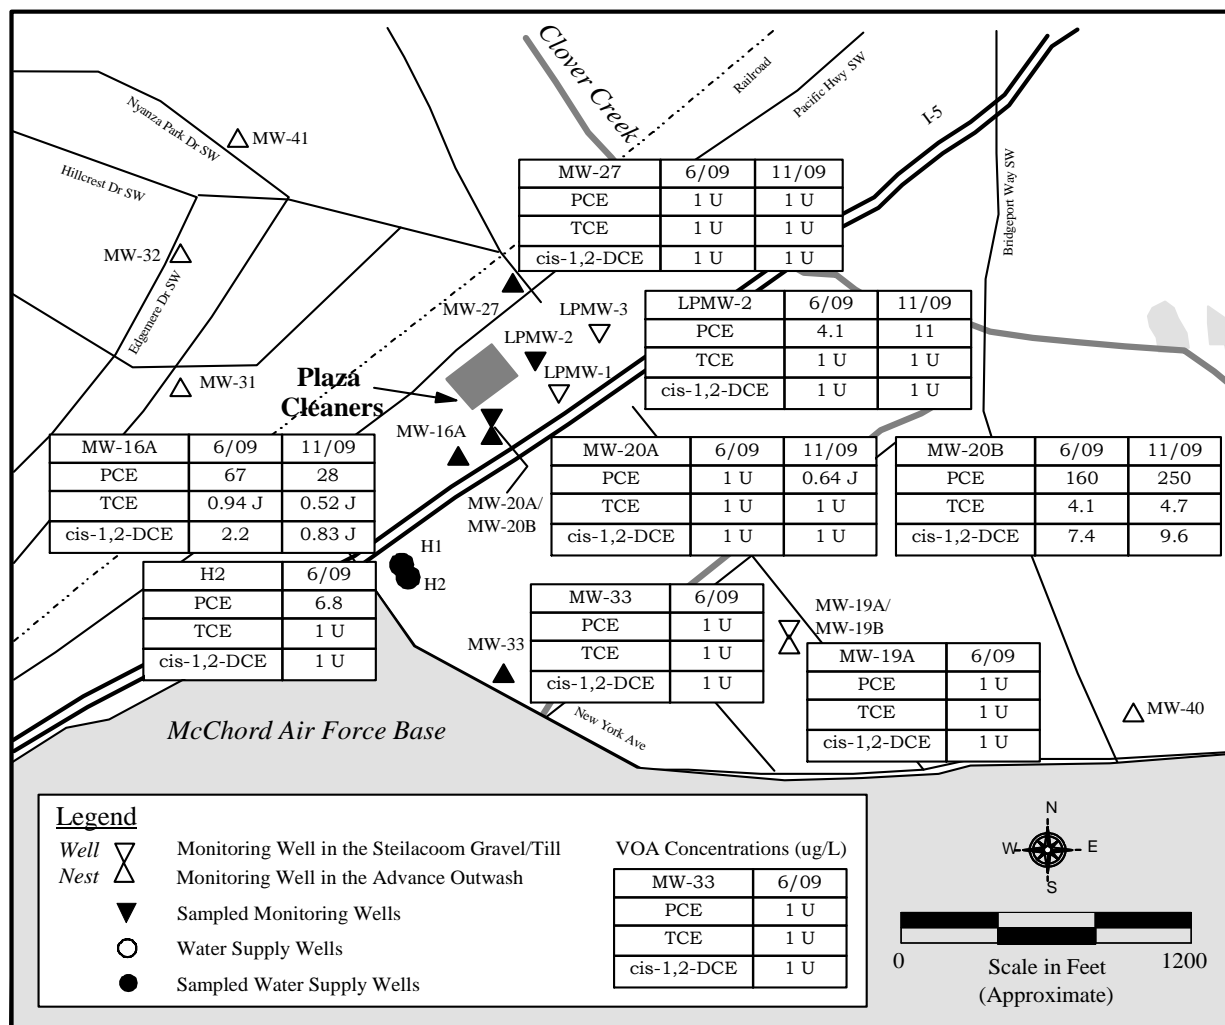 Clover Creek
Railroad
Pacific Hwy SW
I-5
Bridgeport Way SW
Nyanza Park Dr SW
MW-41
Hillcrest Dr SW
MW-32
Edgemere Dr SW
MW-31
MW-27 6/09 11/09
PCE 1 U 1 U
TCE 1 U 1 U
cis-1,2-DCE 1 U 1 U
MW-27
LPMW-3
LPMW-2
LPMW-1
LPMW-2 6/09 11/09
PCE 4.1 11
TCE 1 U 1 U
cis-1,2-DCE 1 U 1 U
Plaza
Cleaners
MW-16A
MW-16A 6/09 11/09
PCE 67 28
TCE 0.94 J 0.52 J
cis-1,2-DCE 2.2 0.83 J
MW-20A/
MW-20B
MW-20A 6/09 11/09
PCE 1 U 0.64 J
TCE 1 U 1 U
cis-1,2-DCE 1 U 1 U
MW-20B 6/09 11/09
PCE 160 250
TCE 4.1 4.7
cis-1,2-DCE 7.4 9.6
H1
H2
H2 6/09
PCE 6.8
TCE 1 U
cis-1,2-DCE 1 U
MW-33
MW-33 6/09
PCE 1 U
TCE 1 U
cis-1,2-DCE 1 U
MW-19A/
MW-19B
MW-19A 6/09
PCE 1 U
TCE 1 U
cis-1,2-DCE 1 U
MW-40
New York Ave
McChord Air Force Base
Legend
Well
Nest
Monitoring Well in the Steilacoom Gravel/Till
Monitoring Well in the Advance Outwash
Sampled Monitoring Wells
Water Supply Wells
Sampled Water Supply Wells
VOA Concentrations (ug/L)
MW-33 6/09
PCE 1 U
TCE 1 U
cis-1,2-DCE 1 U
N
W E
S
0 1200
Scale in Feet
(Approximate)